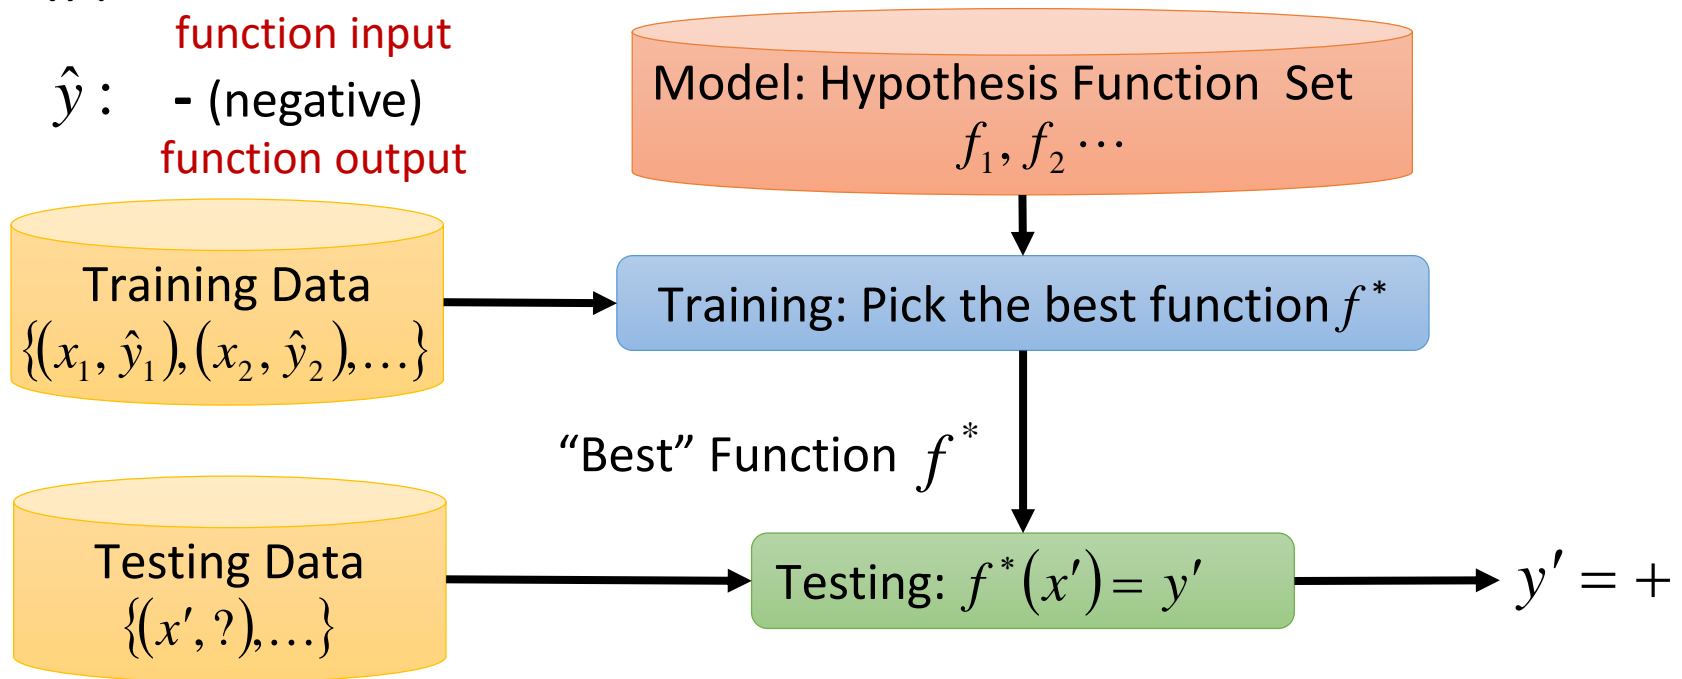 function input
ŷ : - (negative)
function output
Model: Hypothesis Function Set
f₁, f₂ ⋯
Training Data
{(x₁, ŷ₁),(x₂, ŷ₂),…}
Training: Pick the best function f*
“Best” Function f*
Testing Data
{(x′, ?),…}
Testing: f*(x′) = y′
y′ = +